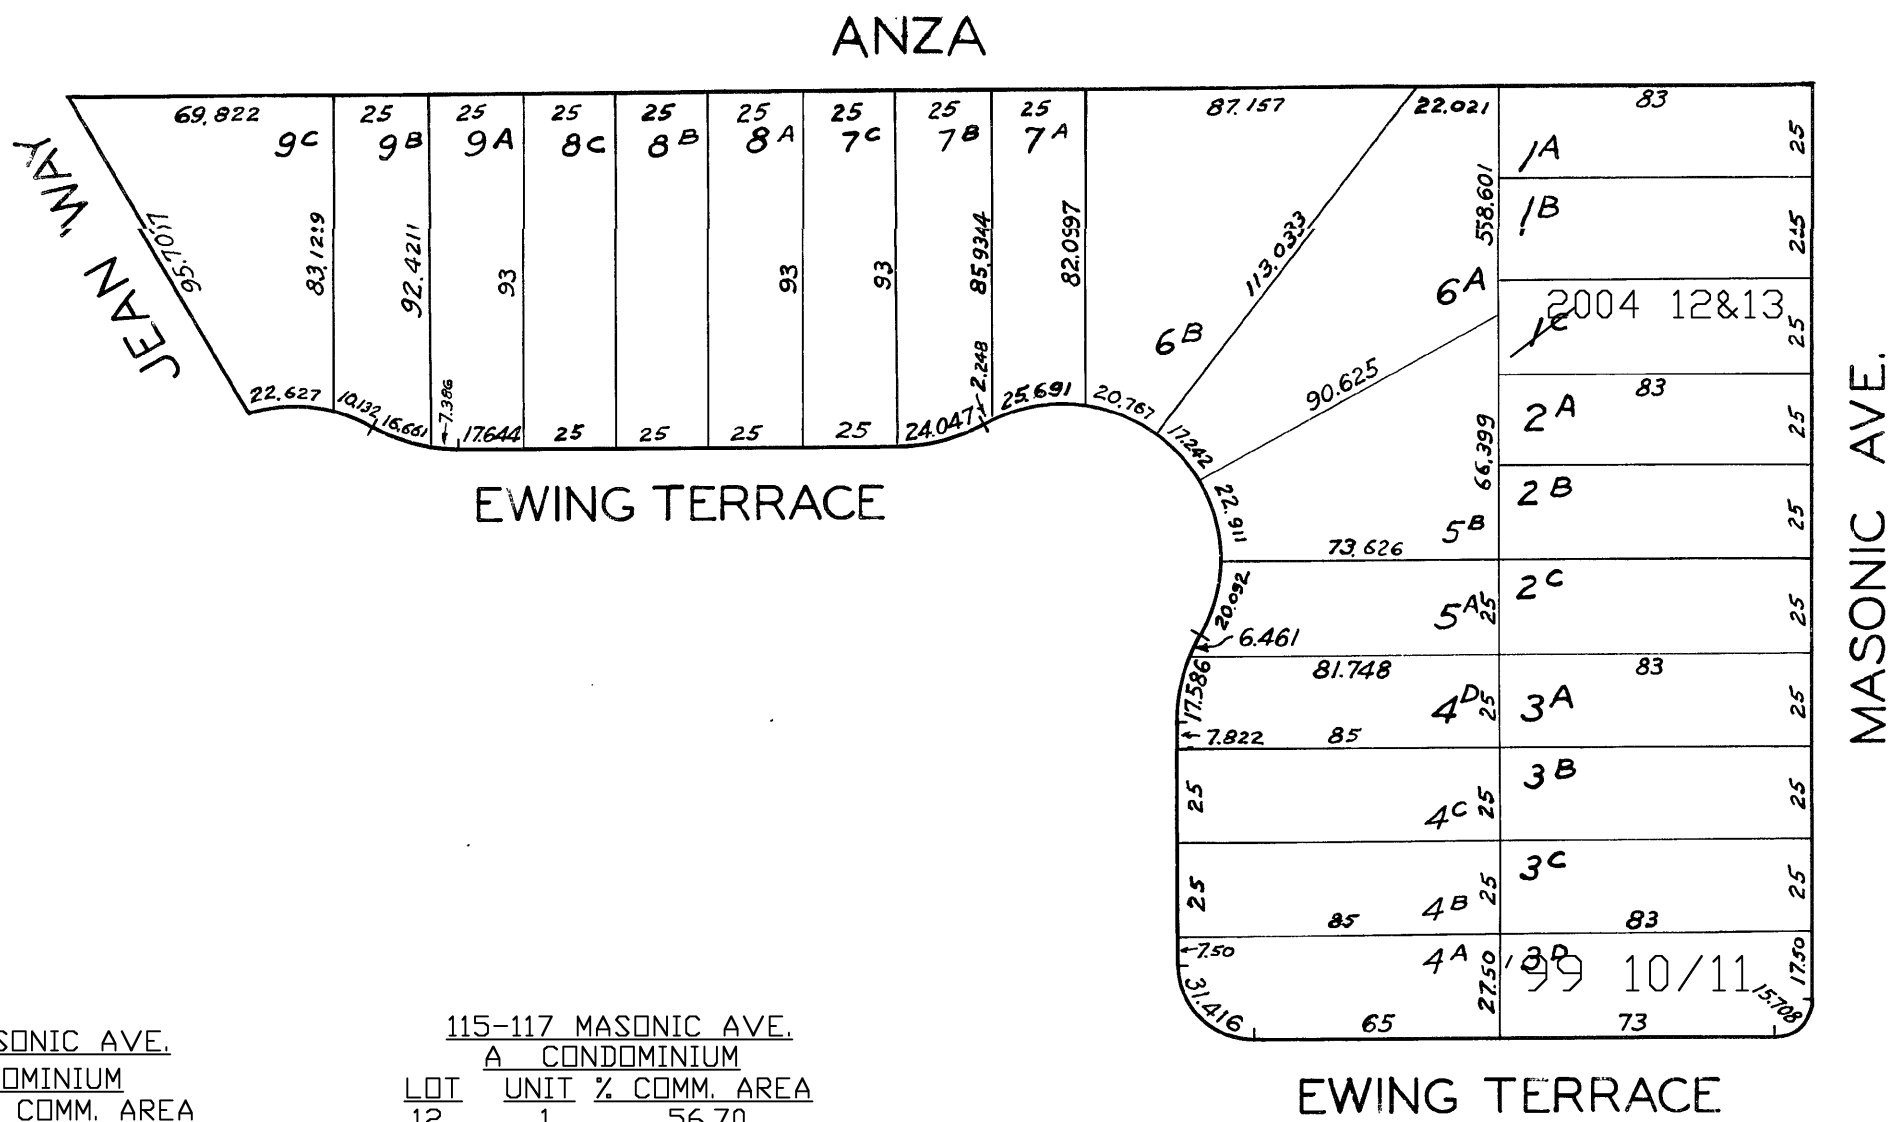 ANZA
69.822 25 25 25 25 25 25 25 25 87.157 22.021 83
9C 9B 9A 8C 8B 8A 7C 7B 7A
1A 25
JEAN WAY
95.7017 83.1219 92.4211 93 93 93 85.9344 82.0597
113.033
558.601
1B 25
6A
2004 12&13
1C 25
6B
90.625
22.627 10.132 16.661 7.386 17.644 25 25 25 25 24.047 2.248 25.691 20.767 17.242
83
2A 25
66.399
EWING TERRACE
22.911
2B 25
5B
73.626
MASONIC AVE.
20.092
5A 25
2C 25
6.461
81.748 83
17.586
4D 25
3A 25
7.822 85
25
4C 25
3B 25
25
4B 25
3C 25
85 83
7.50
4A 27.50
3D 17.50
'99 10/11
31.416 65 73 15.708
EWING TERRACE
SONIC AVE.
OMINIUM
COMM. AREA
115-117 MASONIC AVE.
A CONDOMINIUM
LOT UNIT % COMM. AREA
12 1 56.70